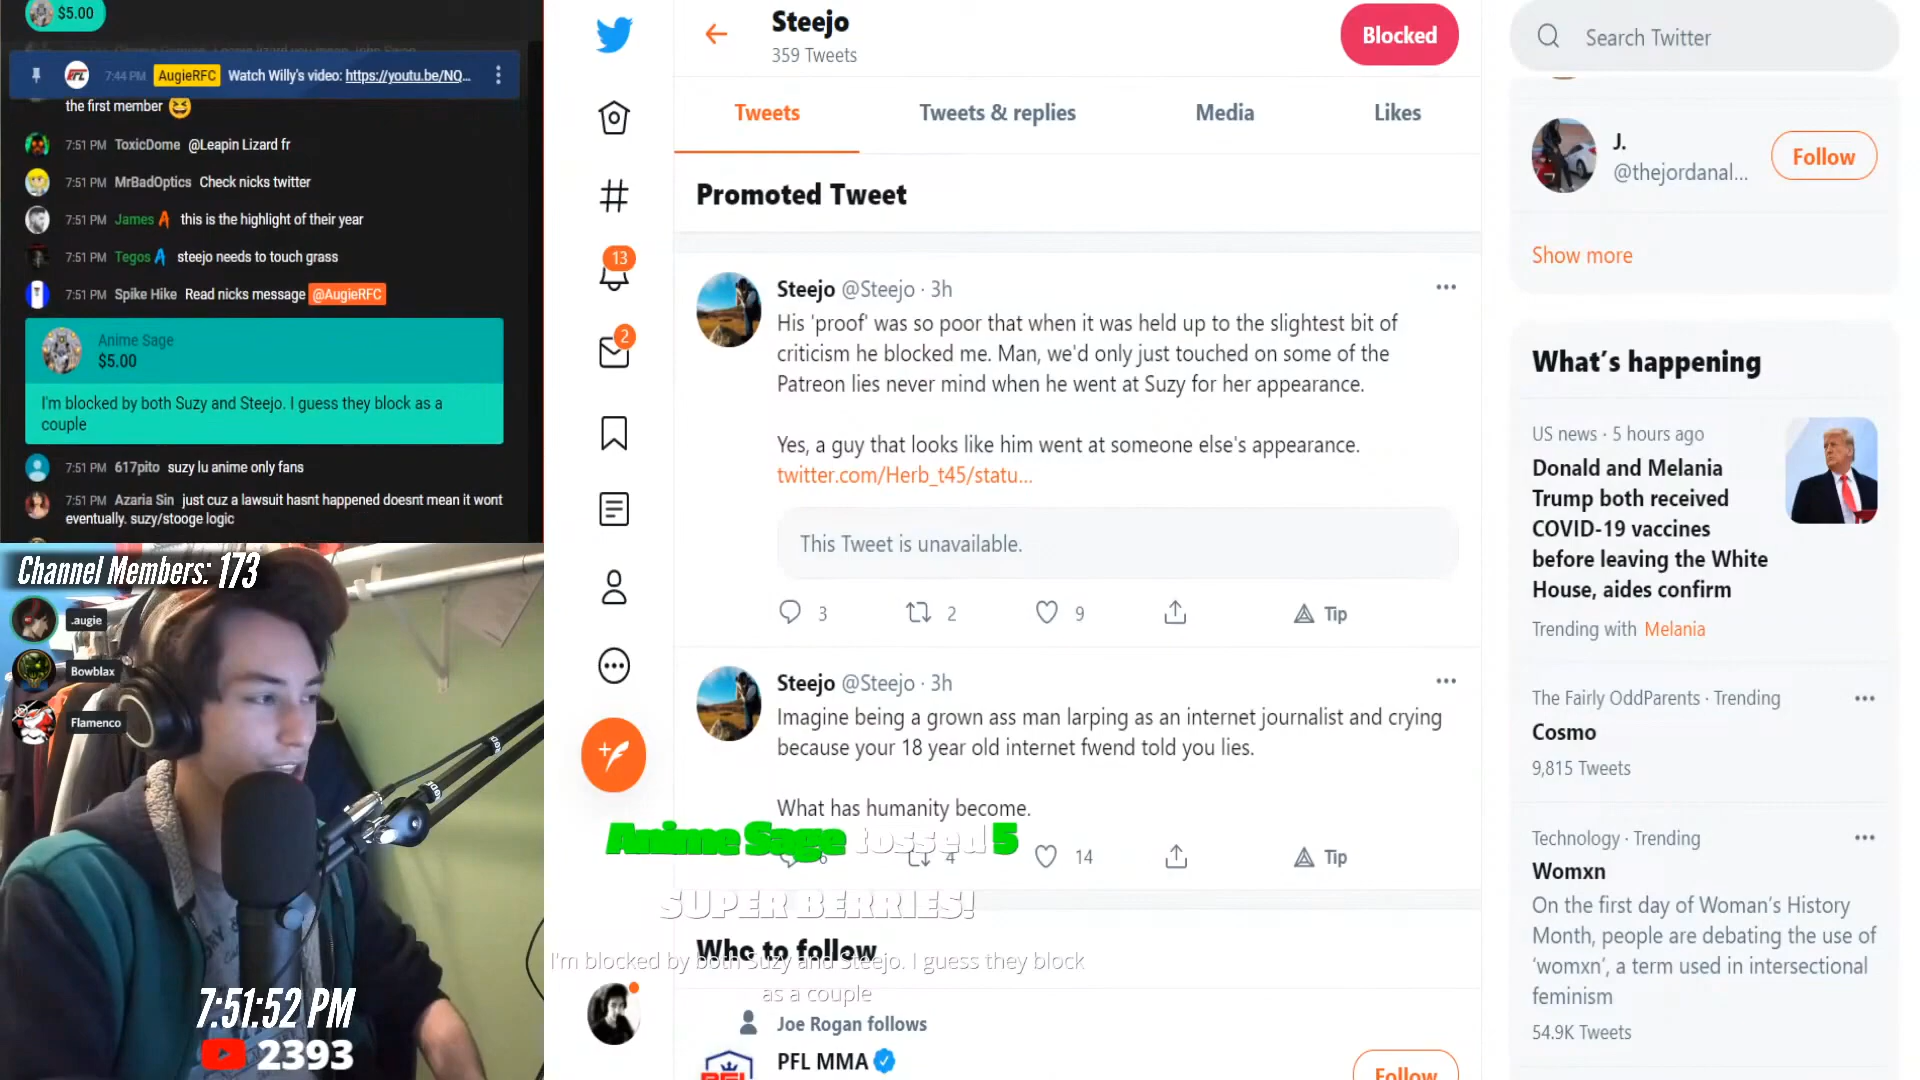 $5.00
7:44 PM AugieRFC Watch Willy's video: https://youtu.be/NQ...
the first member
7:51 PM ToxicDome @Leapin Lizard fr
7:51 PM MrBadOptics Check nicks twitter
7:51 PM James this is the highlight of their year
7:51 PM Tegos steejo needs to touch grass
7:51 PM Spike Hike Read nicks message @AugieRFC
Anime Sage
$5.00
I'm blocked by both Suzy and Steejo. I guess they block as a
couple
7:51 PM 617pito suzy lu anime only fans
7:51 PM Azaria Sin just cuz a lawsuit hasnt happened doesnt mean it wont
eventually. suzy/stooge logic
Channel Members: 173
.augie
Bowblax
Flamenco
7:51:52 PM
2393
13
2
Steejo
359 Tweets
Blocked
Tweets
Tweets & replies
Media
Likes
Promoted Tweet
Steejo @Steejo · 3h
His 'proof' was so poor that when it was held up to the slightest bit of
criticism he blocked me. Man, we'd only just touched on some of the
Patreon lies never mind when he went at Suzy for her appearance.
Yes, a guy that looks like him went at someone else's appearance.
twitter.com/Herb_t45/statu...
This Tweet is unavailable.
3 2 9 Tip
Steejo @Steejo · 3h
Imagine being a grown ass man larping as an internet journalist and crying
because your 18 year old internet fwend told you lies.
What has humanity become.
Anime Sage tossed 5
6 4 14 Tip
SUPER BERRIES!
Who to follow
I'm blocked by both Suzy and Steejo. I guess they block
as a couple
Joe Rogan follows
PFL MMA
Follow
Search Twitter
J.
@thejordanal...
Follow
Show more
What's happening
US news · 5 hours ago
Donald and Melania
Trump both received
COVID-19 vaccines
before leaving the White
House, aides confirm
Trending with Melania
The Fairly OddParents · Trending
Cosmo
9,815 Tweets
Technology · Trending
Womxn
On the first day of Woman's History
Month, people are debating the use of
'womxn', a term used in intersectional
feminism
54.9K Tweets